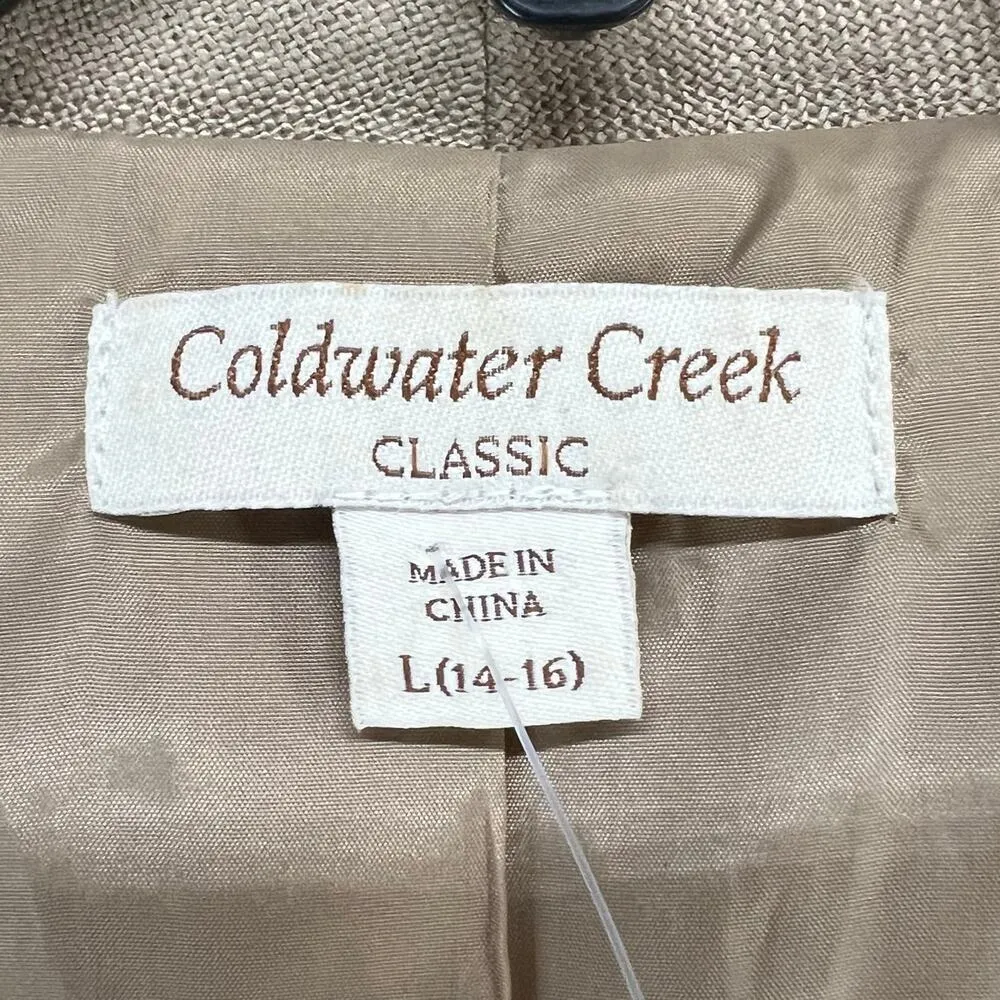 Coldwater Creek
CLASSIC
MADE IN
CHINA
L(14-16)